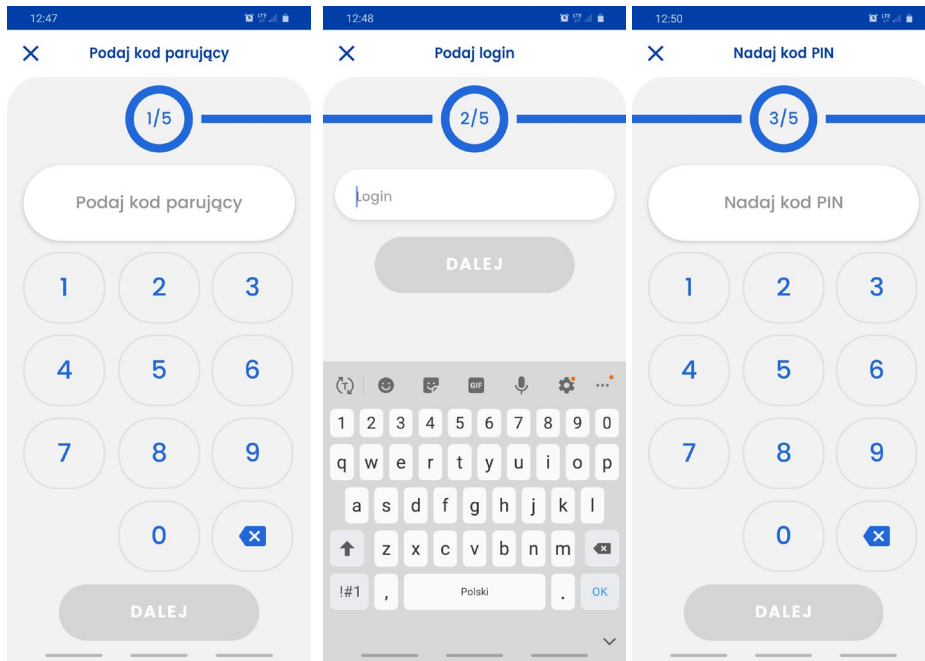 12:47
LTE
Podaj kod parujący
1/5
Podaj kod parujący
1 2 3
4 5 6
7 8 9
0
DALEJ
12:48
LTE
Podaj login
2/5
Login
DALEJ
T GIF
1 2 3 4 5 6 7 8 9 0
q w e r t y u i o p
a s d f g h j k l
z x c v b n m
!#1 , Polski . OK
12:50
LTE
Nadaj kod PIN
3/5
Nadaj kod PIN
1 2 3
4 5 6
7 8 9
0
DALEJ